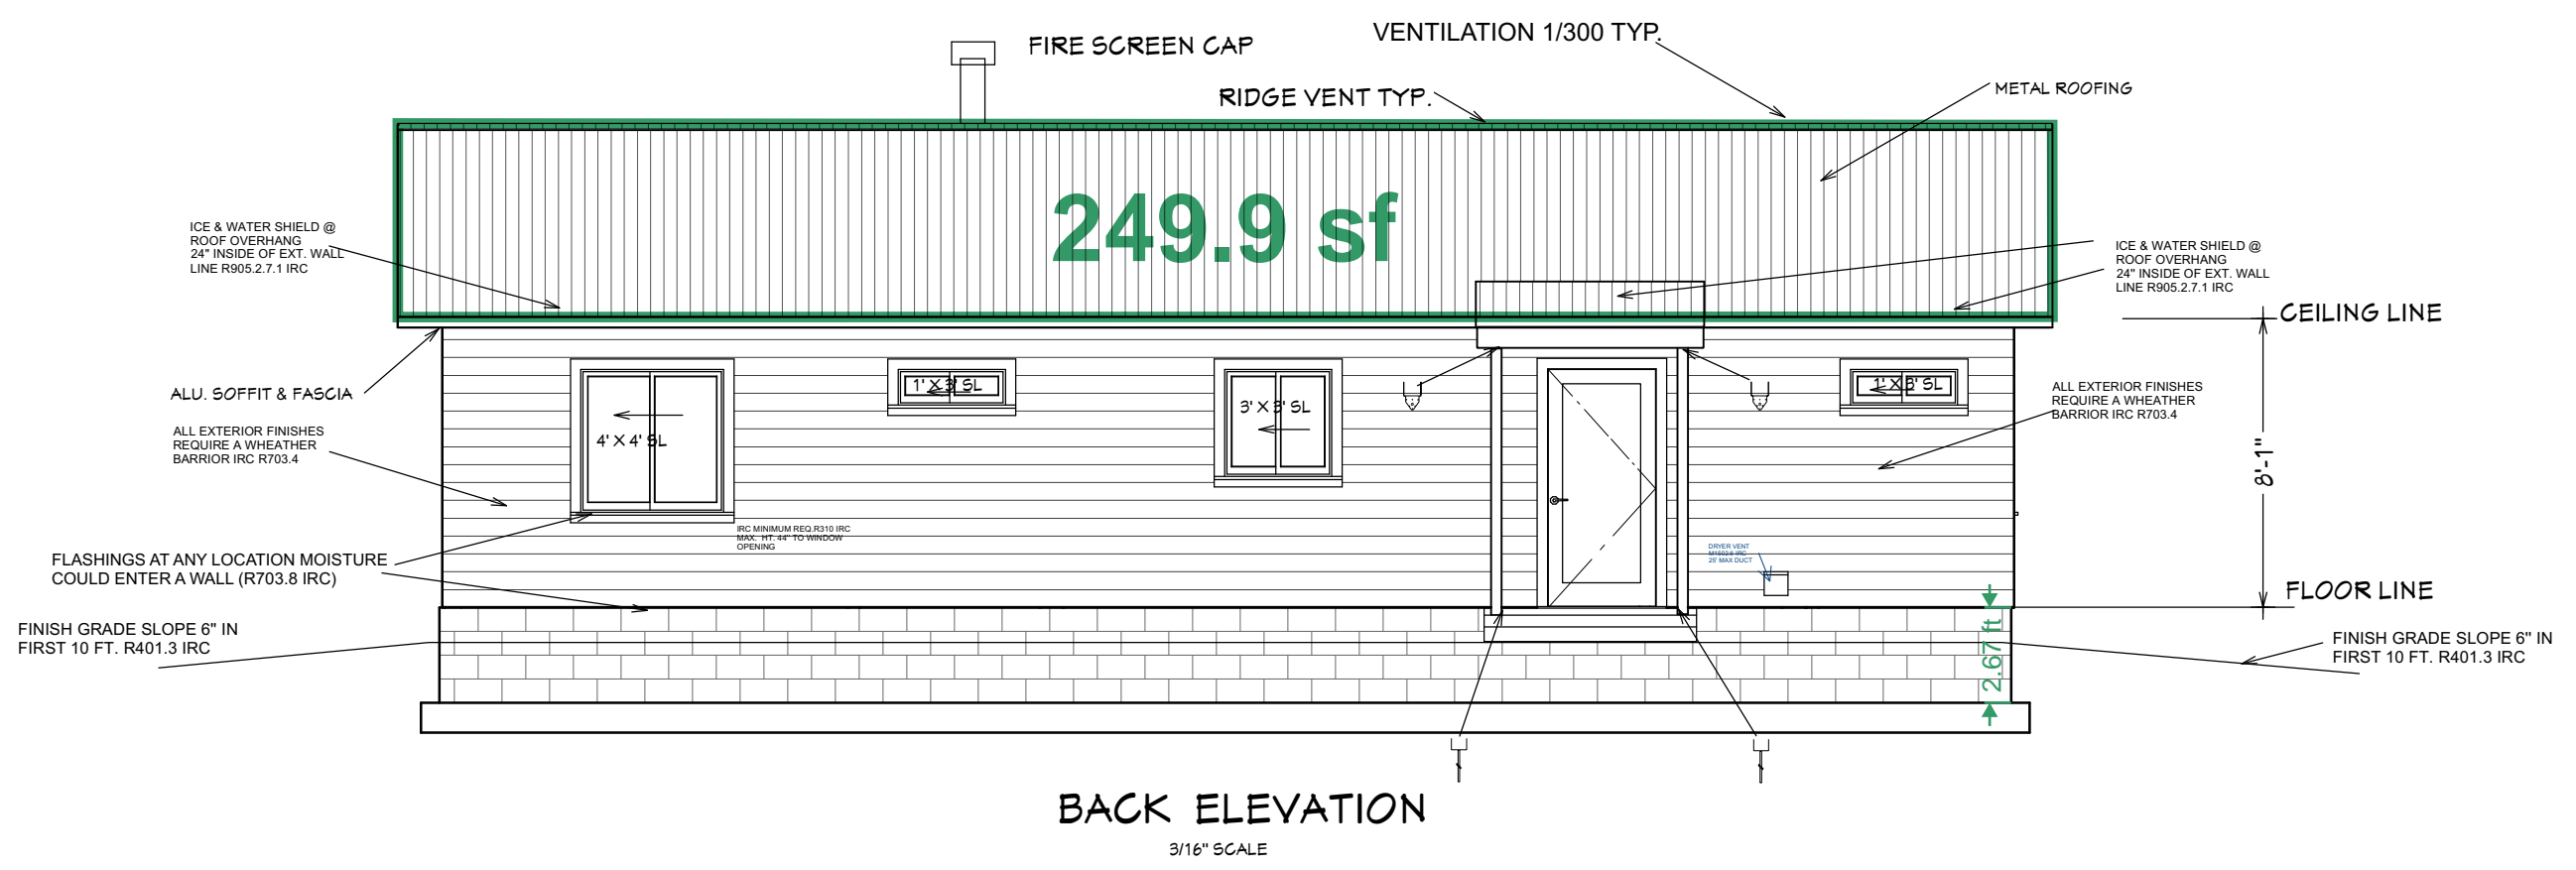 FIRE SCREEN CAP
VENTILATION 1/300 TYP.
RIDGE VENT TYP.
METAL ROOFING
249.9 sf
ICE & WATER SHIELD @
ROOF OVERHANG
24" INSIDE OF EXT. WALL
LINE R905.2.7.1 IRC
ICE & WATER SHIELD @
ROOF OVERHANG
24" INSIDE OF EXT. WALL
LINE R905.2.7.1 IRC
CEILING LINE
ALU. SOFFIT & FASCIA
1' X 3' SL
3' X 3' SL
1' X 3' SL
4' X 4' SL
ALL EXTERIOR FINISHES
REQUIRE A WHEATHER
BARRIOR IRC R703.4
ALL EXTERIOR FINISHES
REQUIRE A WHEATHER
BARRIOR IRC R703.4
8'-1"
IRC MINIMUM REQ.R310 IRC
MAX. HT. 44" TO WINDOW
OPENING
DRYER VENT
M1502.6 IRC
25' MAX DUCT
FLASHINGS AT ANY LOCATION MOISTURE
COULD ENTER A WALL (R703.8 IRC)
FLOOR LINE
2.67 ft
FINISH GRADE SLOPE 6" IN
FIRST 10 FT. R401.3 IRC
FINISH GRADE SLOPE 6" IN
FIRST 10 FT. R401.3 IRC
BACK ELEVATION
3/16" SCALE